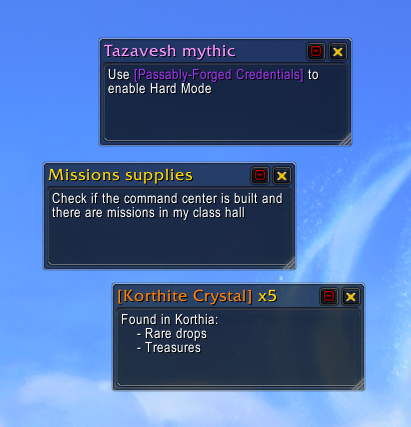 Tazavesh mythic
Use [Passably-Forged Credentials] to
enable Hard Mode
Missions supplies
Check if the command center is built and
there are missions in my class hall
[Korthite Crystal] x5
Found in Korthia:
- Rare drops
- Treasures